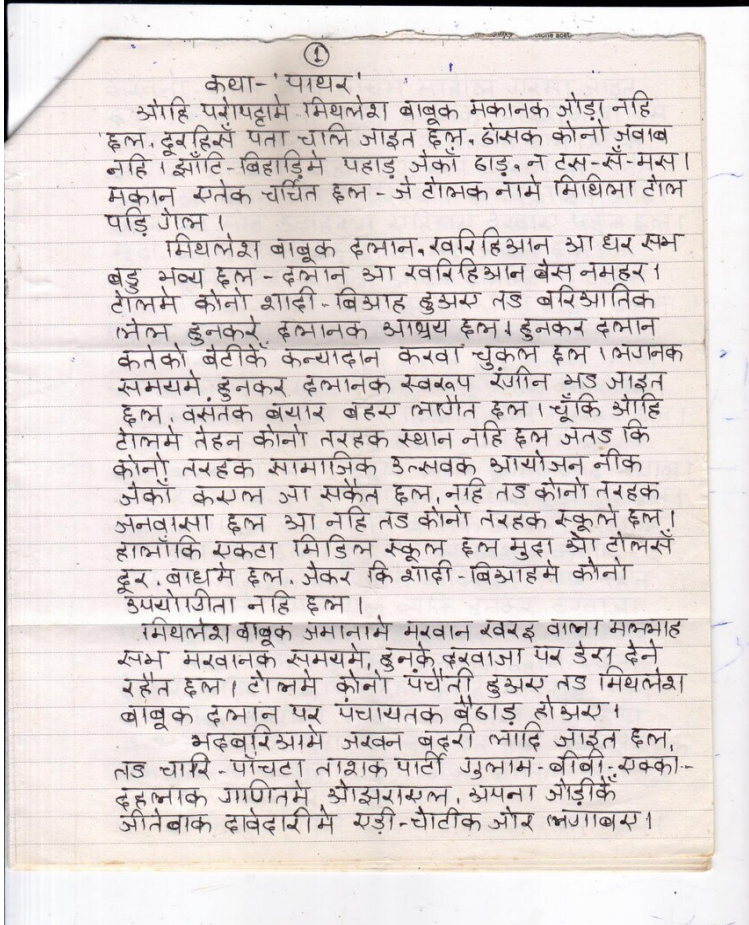 1
कथा - 'पाथर'
ओहि परोपट्टामे मिथलेश बाबूक मकानक जोड़ा नहि
छल. दूरहिसँ पता चलि जाइत छल. ठोसक कोनो जवाब
नहि। झाँटि-बिहाड़िमे पहाड़ जेकाँ ठाढ़. ने टस-सँ-मस।
मकान एतेक चर्चित छल - जे टोलक नामे मिथिला टोल
पड़ि गेल।
मिथलेश बाबूक दलान. खरिहिआन आ घर सभ
बड्ड भव्य छल - दलान आ खरिहिआन बेस नमहर।
टोलमे कोनो शादी-बिआह हुअए तऽ बरिआतिक
लेल हुनकरे दलानक आश्रय छल। हुनकर दलान
कतेको बेटीकेँ कन्यादान करवा चुकल छल। लगनक
समयमे हुनकर दलानक स्वरूप रंगीन भऽ जाइत
छल. वसंतक बयार बहए लागैत छल। चूँकि ओहि
टोलमे तेहन कोनो तरहक स्थान नहि छल जतऽ कि
कोनो तरहक सामाजिक उत्सवक आयोजन नीक
जेकाँ कएल जा सकैत छल, नहि तऽ कोनो तरहक
जनवासा छल आ नहि तऽ कोनो तरहक स्कूले छल।
हालाँकि एकटा मिडिल स्कूल छल मुदा ओ टोलसँ
दूर. बाधमे छल. जेकर कि शादी-बिआहमे कोनो
उपयोगिता नहि छल।
मिथलेश बाबूक जमानामे मखान खरइ वाला मलाह
सभ मखानक समयमे, हुनके दरवाजा पर डेरा देने
रहैत छल। टोलमे कोनो पंचैती हुअए तऽ मिथलेश
बाबूक दलान पर पंचायतक बैठाड़ होअए।
भदबरिआमे जखन बदरी लादि जाइत छल,
तऽ चारि-पाँचटा ताशक पार्टी गुलाम-बीबी-एक्का-
दहलाक गणितमे ओझराएल, अपना जोड़ीकेँ
जीतेबाक दावेदारीमे एड़ी-चोटीक जोर लगाबए।